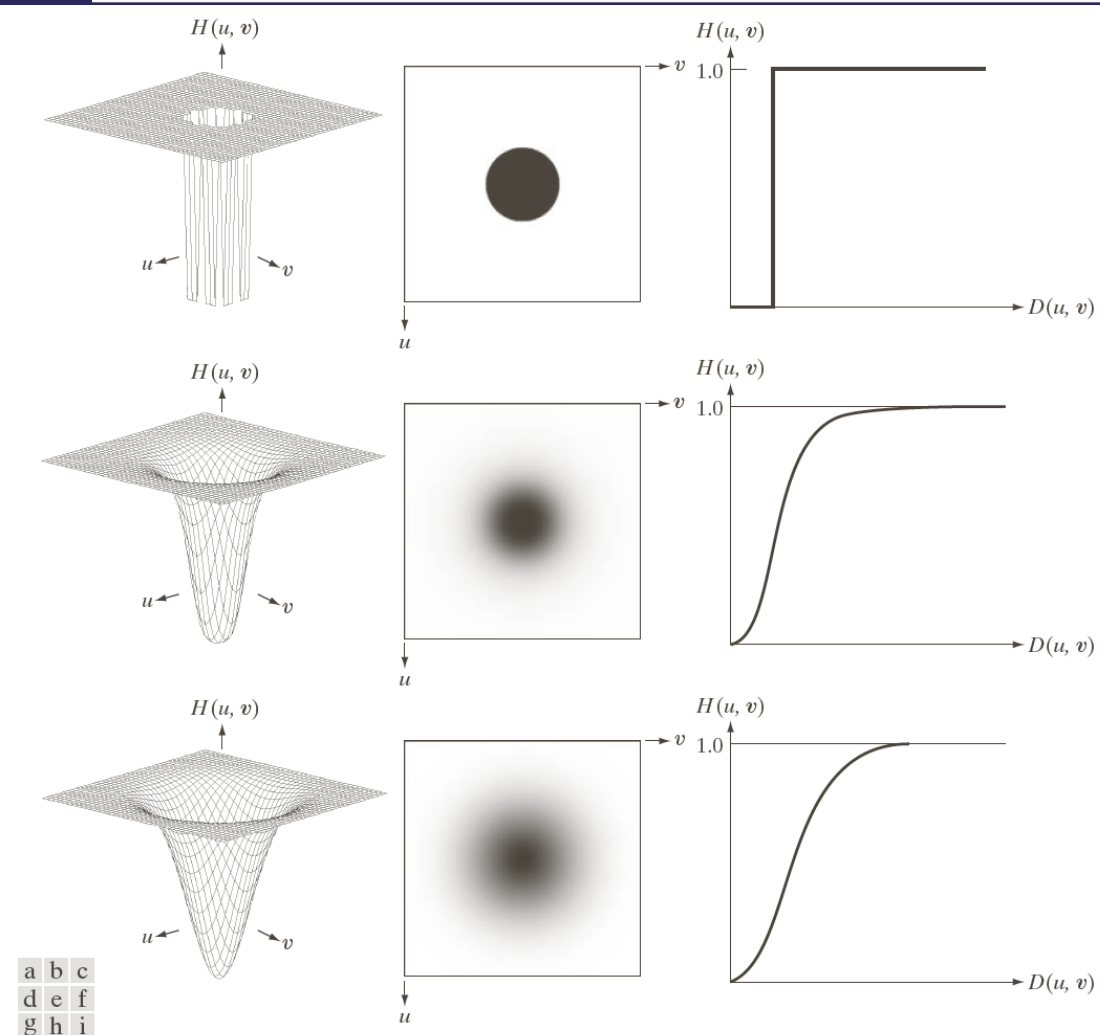 H(u, v)
v
u
v
u
H(u, v)
1.0
D(u, v)
H(u, v)
v
u
v
u
H(u, v)
1.0
D(u, v)
H(u, v)
v
u
v
u
H(u, v)
1.0
D(u, v)
a b c
d e f
g h i